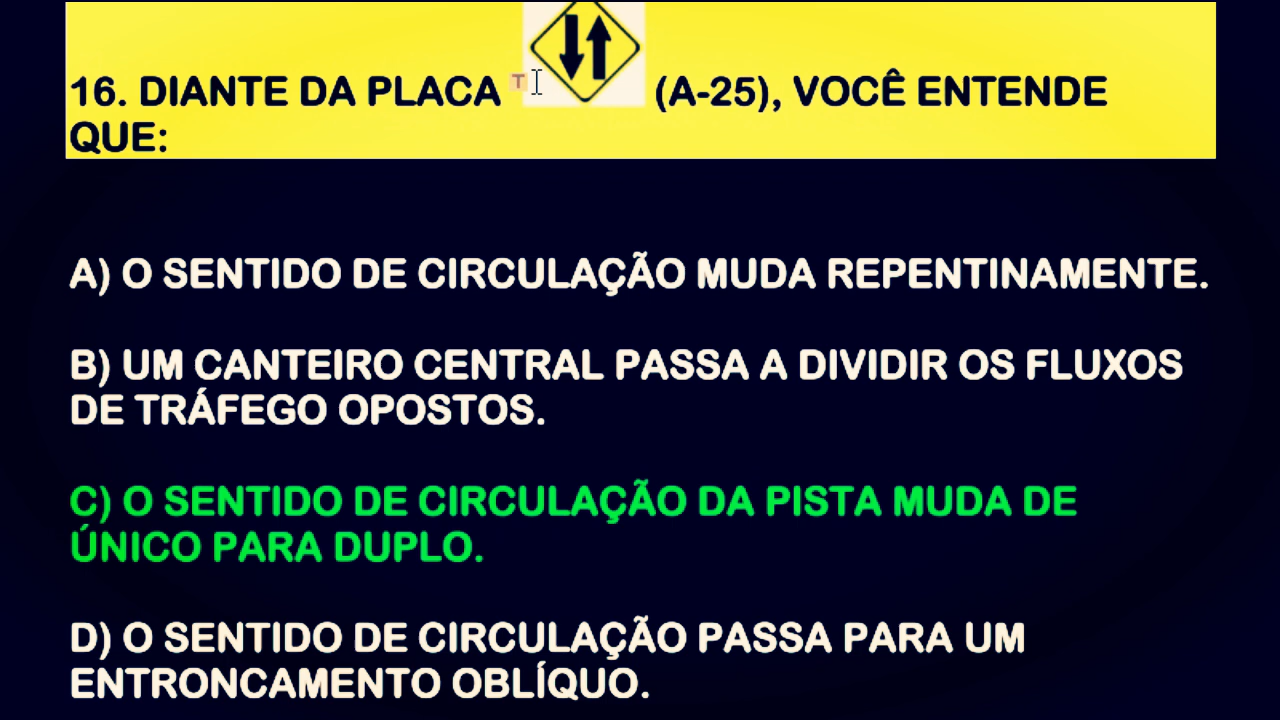 16. DIANTE DA PLACA T (A-25), VOCÊ ENTENDE
QUE:
A) O SENTIDO DE CIRCULAÇÃO MUDA REPENTINAMENTE.
B) UM CANTEIRO CENTRAL PASSA A DIVIDIR OS FLUXOS
DE TRÁFEGO OPOSTOS.
C) O SENTIDO DE CIRCULAÇÃO DA PISTA MUDA DE
ÚNICO PARA DUPLO.
D) O SENTIDO DE CIRCULAÇÃO PASSA PARA UM
ENTRONCAMENTO OBLÍQUO.